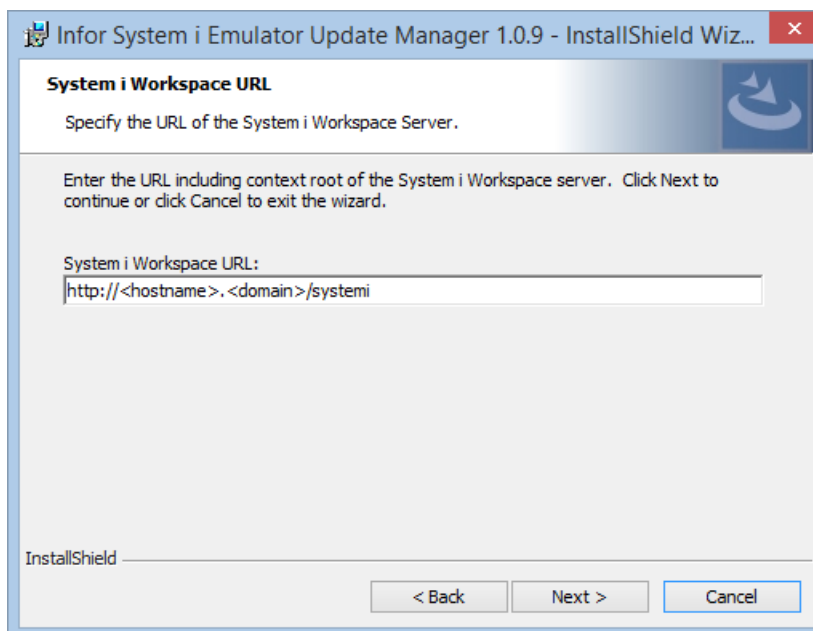 Infor System i Emulator Update Manager 1.0.9 - InstallShield Wiz...
System i Workspace URL
Specify the URL of the System i Workspace Server.
Enter the URL including context root of the System i Workspace server. Click Next to
continue or click Cancel to exit the wizard.
System i Workspace URL:
http://<hostname>.<domain>/systemi
InstallShield
< Back
Next >
Cancel